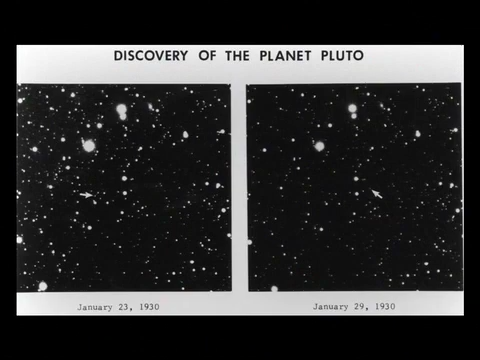 DISCOVERY OF THE PLANET PLUTO
January 23, 1930
January 29, 1930